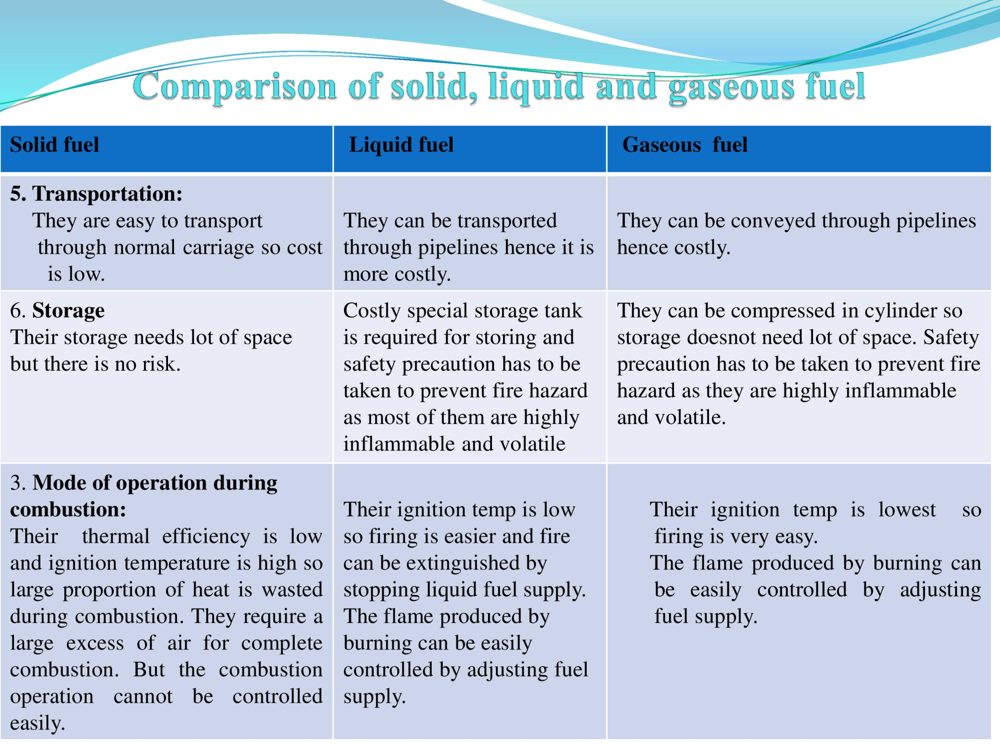 Comparison of solid, liquid and gaseous fuel
Solid fuel
Liquid fuel
Gaseous fuel
5. Transportation:
They are easy to transport
through normal carriage so cost
is low.
They can be transported
through pipelines hence it is
more costly.
They can be conveyed through pipelines
hence costly.
6. Storage
Their storage needs lot of space
but there is no risk.
Costly special storage tank
is required for storing and
safety precaution has to be
taken to prevent fire hazard
as most of them are highly
inflammable and volatile
They can be compressed in cylinder so
storage doesnot need lot of space. Safety
precaution has to be taken to prevent fire
hazard as they are highly inflammable
and volatile.
3. Mode of operation during
combustion:
Their thermal efficiency is low
and ignition temperature is high so
large proportion of heat is wasted
during combustion. They require a
large excess of air for complete
combustion. But the combustion
operation cannot be controlled
easily.
Their ignition temp is low
so firing is easier and fire
can be extinguished by
stopping liquid fuel supply.
The flame produced by
burning can be easily
controlled by adjusting fuel
supply.
Their ignition temp is lowest so
firing is very easy.
The flame produced by burning can
be easily controlled by adjusting
fuel supply.